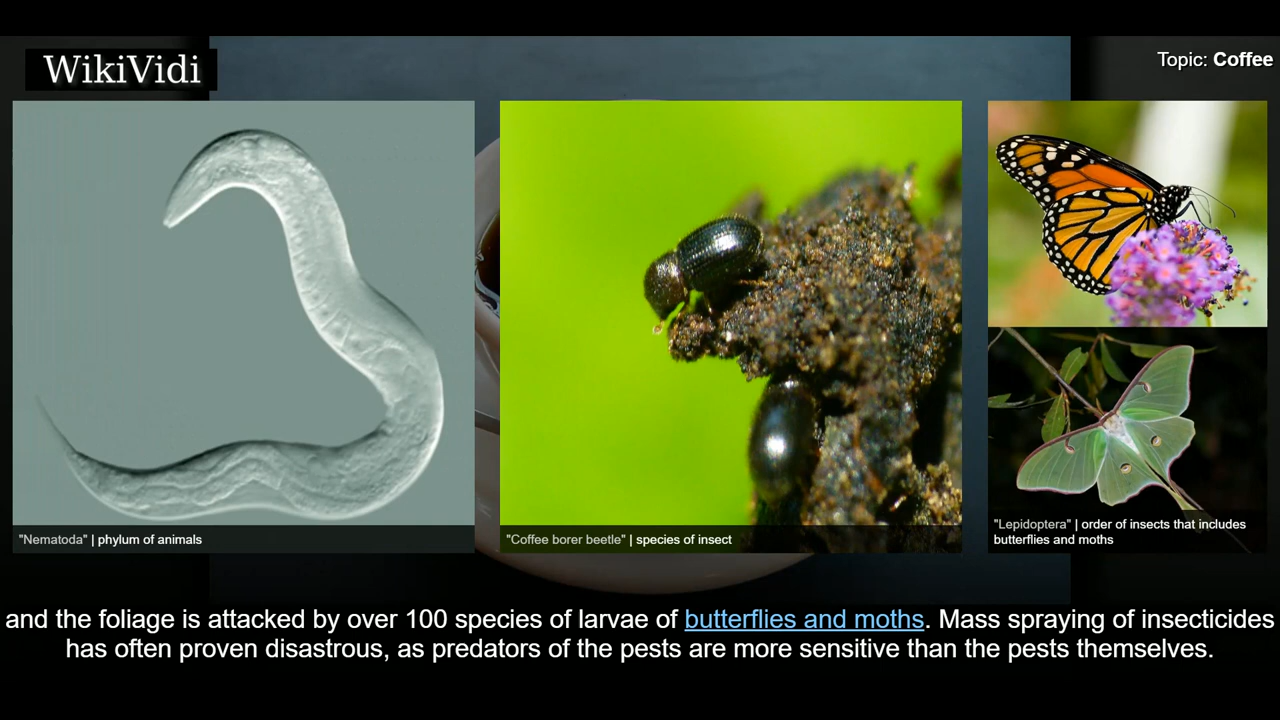 WikiVidi
Topic: Coffee
"Nematoda" | phylum of animals
"Coffee borer beetle" | species of insect
"Lepidoptera" | order of insects that includes
butterflies and moths
and the foliage is attacked by over 100 species of larvae of butterflies and moths. Mass spraying of insecticides
has often proven disastrous, as predators of the pests are more sensitive than the pests themselves.